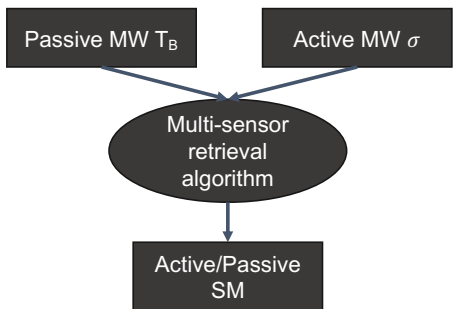 Passive MW T_B
Active MW σ
Multi-sensor
retrieval
algorithm
Active/Passive
SM